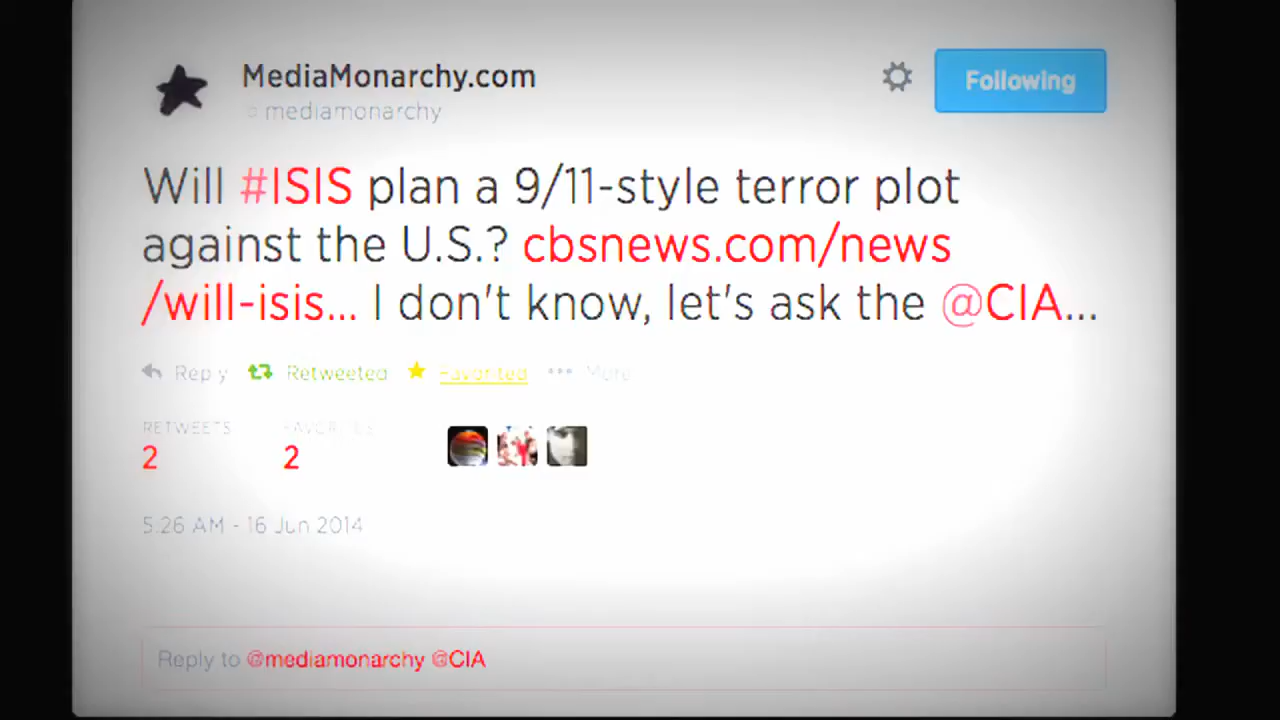 MediaMonarchy.com
@mediamonarchy
Following
Will #ISIS plan a 9/11-style terror plot
against the U.S.? cbsnews.com/news
/will-isis... I don't know, let's ask the @CIA...
Reply Retweeted Favorited More
RETWEETS FAVORITES
2 2
5:26 AM - 16 Jun 2014
Reply to @mediamonarchy @CIA